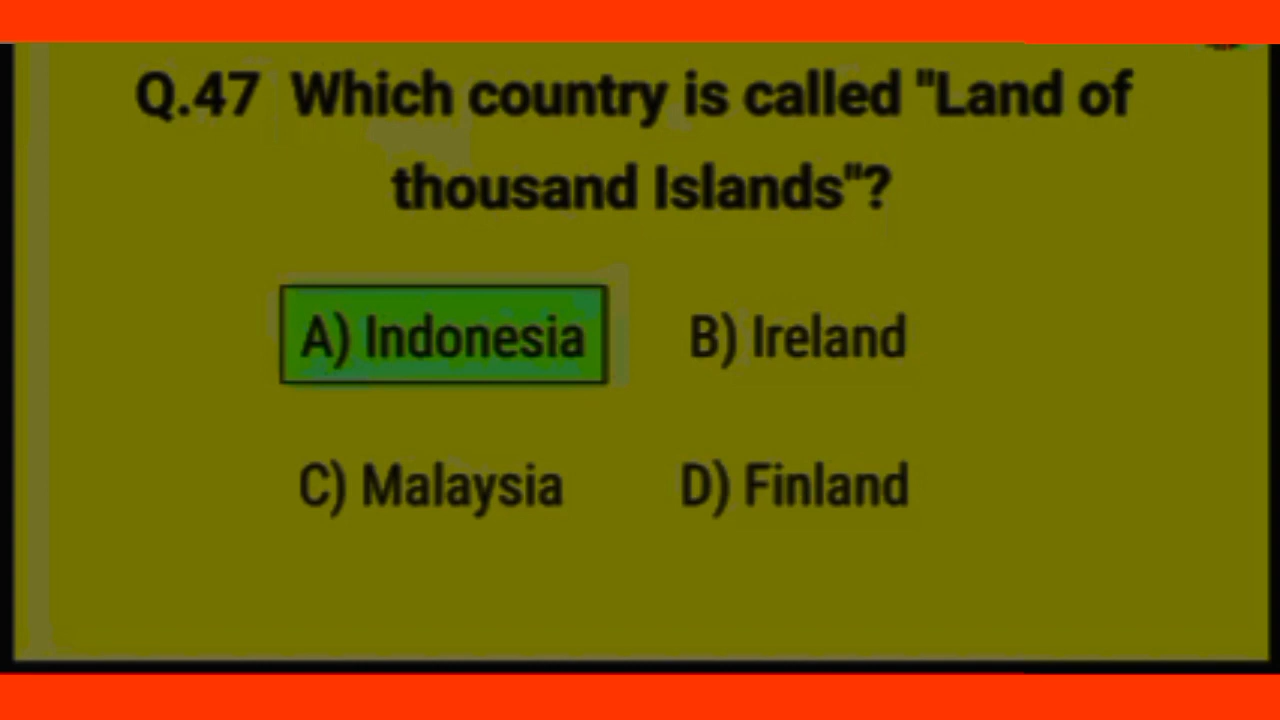 Q.47 Which country is called "Land of
thousand Islands"?
A) Indonesia B) Ireland
C) Malaysia D) Finland